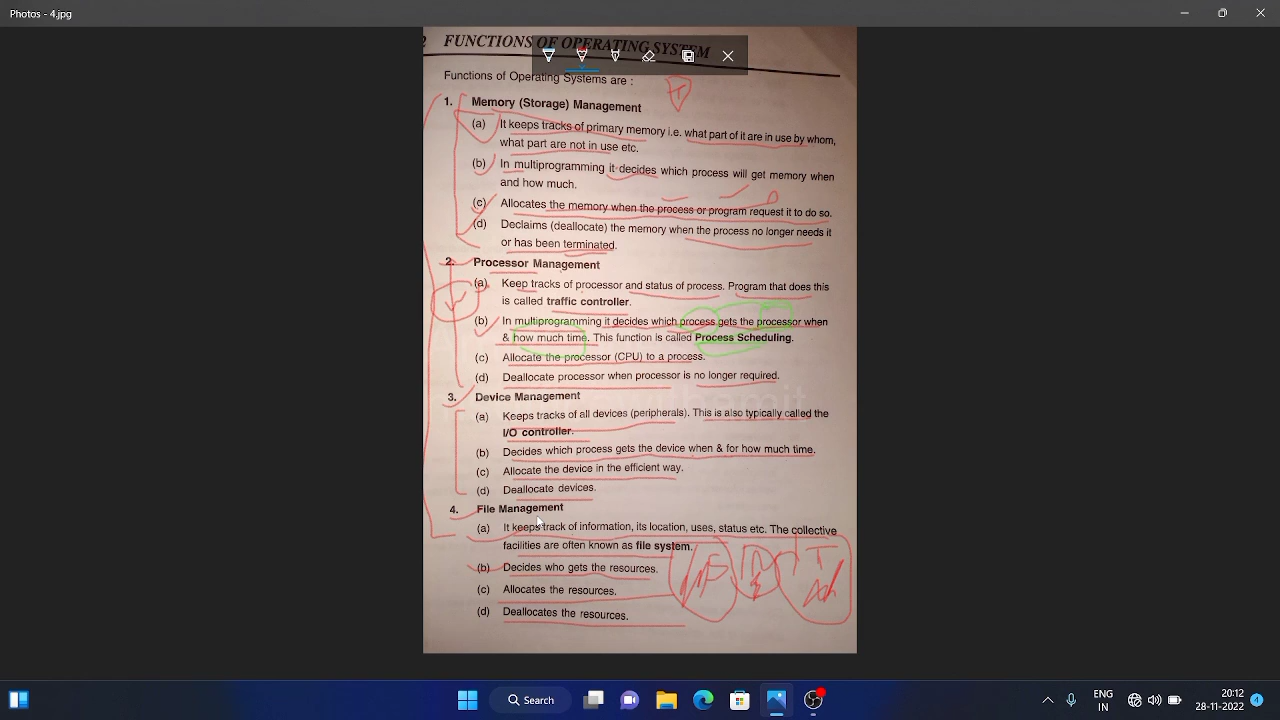 Photos - 4.jpg
2 FUNCTIONS OF OPERATING SYSTEM
Functions of Operating Systems are :
1. Memory (Storage) Management
(a) It keeps tracks of primary memory i.e. what part of it are in use by whom,
what part are not in use etc.
(b) In multiprogramming it decides which process will get memory when
and how much.
(c) Allocates the memory when the process or program request it to do so.
(d) Declaims (deallocate) the memory when the process no longer needs it
or has been terminated.
2. Processor Management
(a) Keep tracks of processor and status of process. Program that does this
is called traffic controller.
(b) In multiprogramming it decides which process gets the processor when
& how much time. This function is called Process Scheduling.
(c) Allocate the processor (CPU) to a process.
(d) Deallocate processor when processor is no longer required.
3. Device Management
(a) Keeps tracks of all devices (peripherals). This is also typically called the
I/O controller.
(b) Decides which process gets the device when & for how much time.
(c) Allocate the device in the efficient way.
(d) Deallocate devices.
4. File Management
(a) It keeps track of information, its location, uses, status etc. The collective
facilities are often known as file system.
(b) Decides who gets the resources.
(c) Allocates the resources.
(d) Deallocates the resources.
Search
ENG
IN
20:12
28-11-2022
4